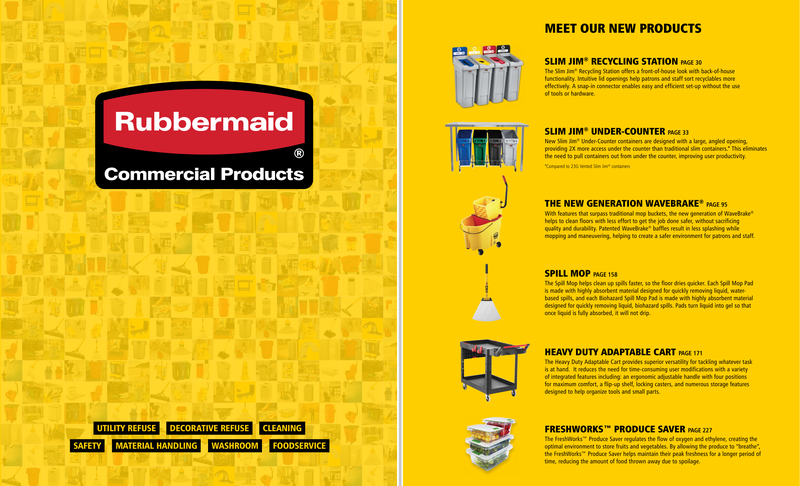 Rubbermaid
®
Commercial Products
UTILITY REFUSE DECORATIVE REFUSE CLEANING
SAFETY MATERIAL HANDLING WASHROOM FOODSERVICE
MEET OUR NEW PRODUCTS
SLIM JIM® RECYCLING STATION PAGE 30
The Slim Jim® Recycling Station offers a front-of-house look with back-of-house
functionality. Intuitive lid openings help patrons and staff sort recyclables more
effectively. A snap-in connector enables easy and efficient set-up without the use
of tools or hardware.
SLIM JIM® UNDER-COUNTER PAGE 33
New Slim Jim® Under-Counter containers are designed with a large, angled opening,
providing 2X more access under the counter than traditional slim containers.* This eliminates
the need to pull containers out from under the counter, improving user productivity.
*Compared to 23G Vented Slim Jim® containers
THE NEW GENERATION WAVEBRAKE® PAGE 95
With features that surpass traditional mop buckets, the new generation of WaveBrake®
helps to clean floors with less effort to get the job done safer, without sacrificing
quality and durability. Patented WaveBrake® baffles result in less splashing while
mopping and maneuvering, helping to create a safer environment for patrons and staff.
SPILL MOP PAGE 158
The Spill Mop helps clean up spills faster, so the floor dries quicker. Each Spill Mop Pad
is made with highly absorbent material designed for quickly removing liquid, water-
based spills, and each Biohazard Spill Mop Pad is made with highly absorbent material
designed for quickly removing liquid, biohazard spills. Pads turn liquid into gel so that
once liquid is fully absorbed, it will not drip.
HEAVY DUTY ADAPTABLE CART PAGE 171
The Heavy Duty Adaptable Cart provides superior versatility for tackling whatever task
is at hand. It reduces the need for time-consuming user modifications with a variety
of integrated features including: an ergonomic adjustable handle with four positions
for maximum comfort, a flip-up shelf, locking casters, and numerous storage features
designed to help organize tools and small parts.
FRESHWORKS™ PRODUCE SAVER PAGE 227
The FreshWorks™ Produce Saver regulates the flow of oxygen and ethylene, creating the
optimal environment to store fruits and vegetables. By allowing the produce to “breathe”,
the FreshWorks™ Produce Saver helps maintain their peak freshness for a longer period of
time, reducing the amount of food thrown away due to spoilage.